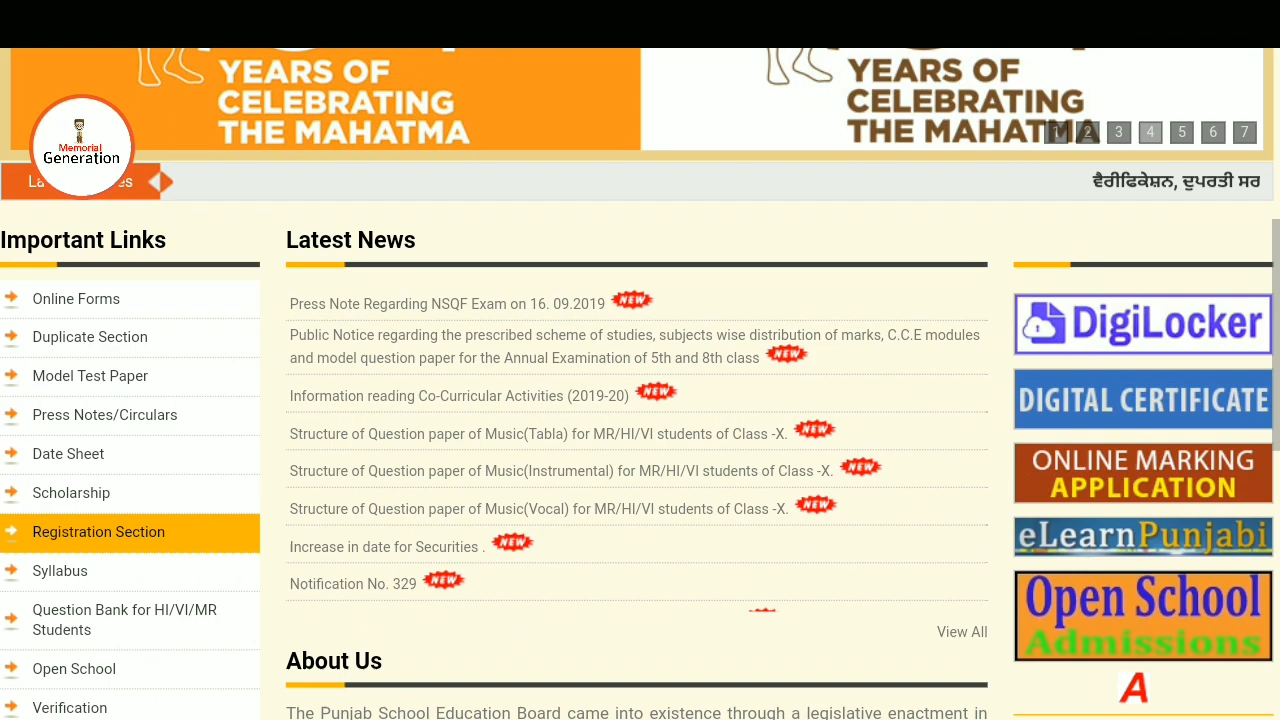 YEARS OF
CELEBRATING
THE MAHATMA
YEARS OF
CELEBRATING
THE MAHATMA
1 2 3 4 5 6 7
Memorial
Generation
ਵੈਰੀਫਿਕੇਸ਼ਨ, ਦੁਪਰਤੀ ਸਰ
Important Links
Online Forms
Duplicate Section
Model Test Paper
Press Notes/Circulars
Date Sheet
Scholarship
Registration Section
Syllabus
Question Bank for HI/VI/MR
Students
Open School
Verification
Latest News
Press Note Regarding NSQF Exam on 16. 09.2019 NEW
Public Notice regarding the prescribed scheme of studies, subjects wise distribution of marks, C.C.E modules
and model question paper for the Annual Examination of 5th and 8th class NEW
Information reading Co-Curricular Activities (2019-20) NEW
Structure of Question paper of Music(Tabla) for MR/HI/VI students of Class -X. NEW
Structure of Question paper of Music(Instrumental) for MR/HI/VI students of Class -X. NEW
Structure of Question paper of Music(Vocal) for MR/HI/VI students of Class -X. NEW
Increase in date for Securities . NEW
Notification No. 329 NEW
View All
About Us
The Punjab School Education Board came into existence through a legislative enactment in
DigiLocker
DIGITAL CERTIFICATE
ONLINE MARKING
APPLICATION
eLearnPunjabi
Open School
Admissions
A